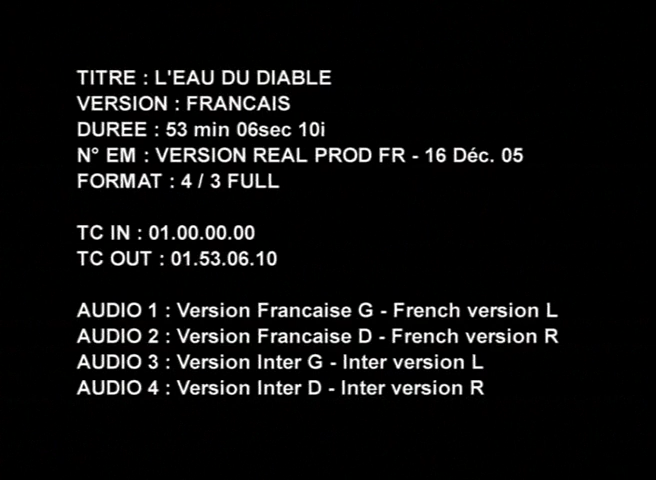 TITRE : L'EAU DU DIABLE
VERSION : FRANCAIS
DUREE : 53 min 06sec 10i
N° EM : VERSION REAL PROD FR - 16 Déc. 05
FORMAT : 4 / 3 FULL
TC IN : 01.00.00.00
TC OUT : 01.53.06.10
AUDIO 1 : Version Francaise G - French version L
AUDIO 2 : Version Francaise D - French version R
AUDIO 3 : Version Inter G - Inter version L
AUDIO 4 : Version Inter D - Inter version R